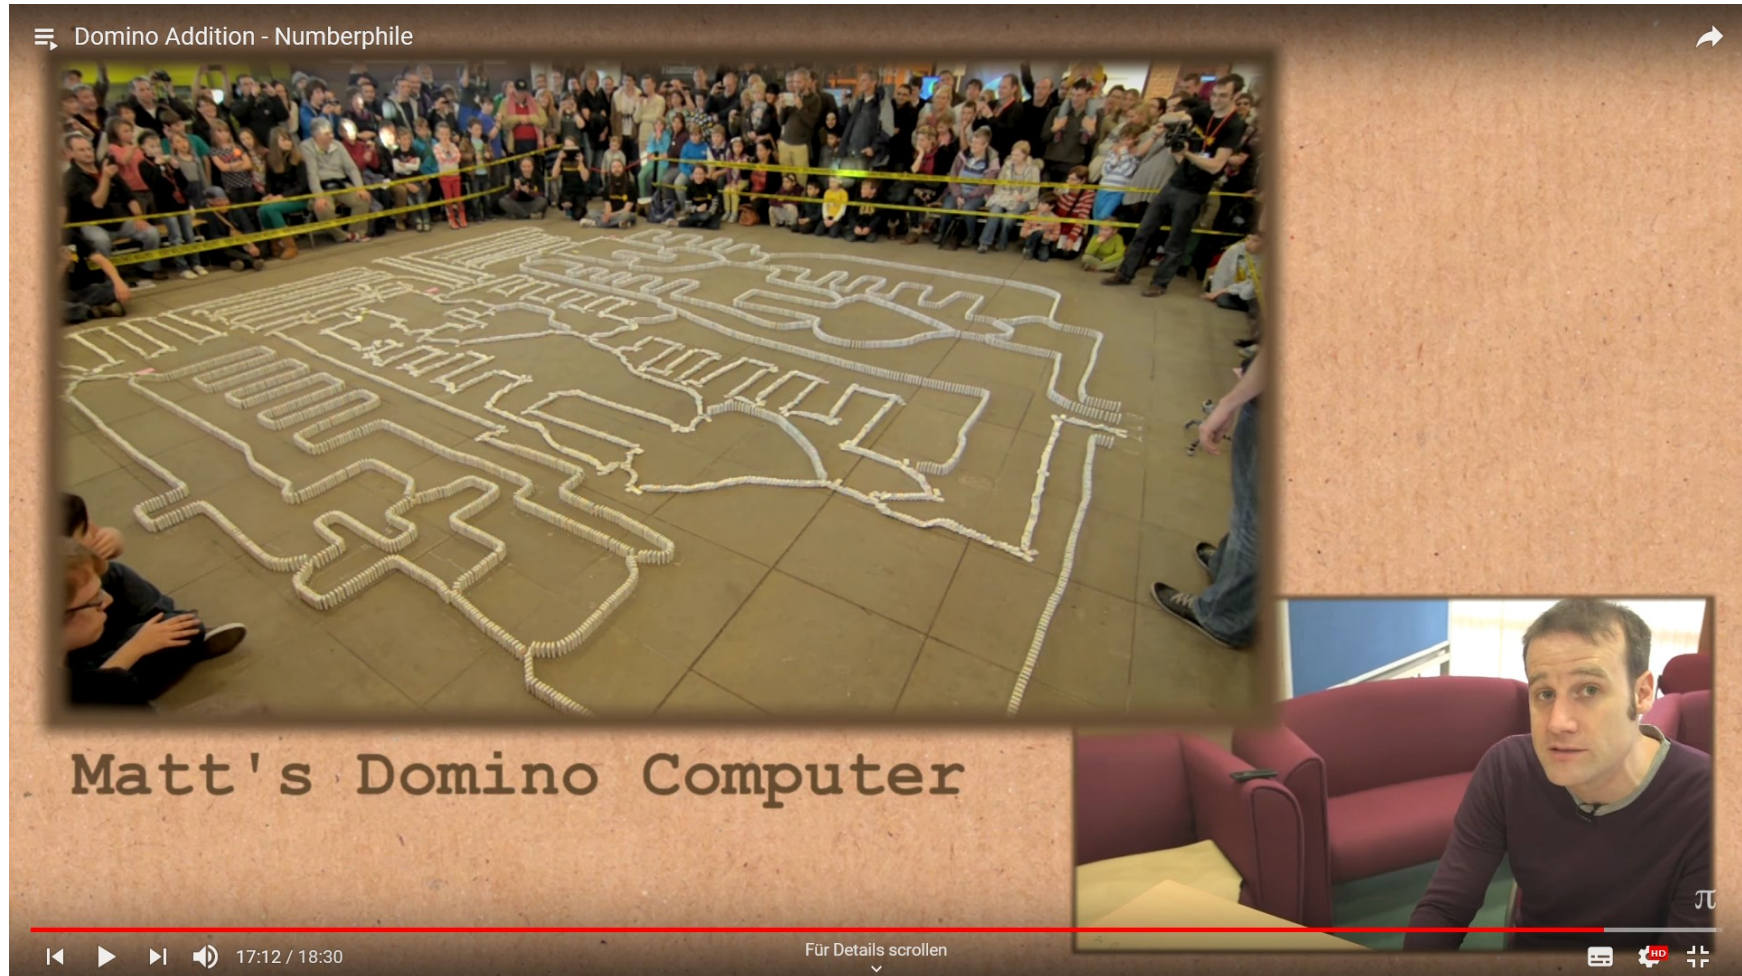 Domino Addition - Numberphile
Matt's Domino Computer
π
17:12 / 18:30
Für Details scrollen
HD